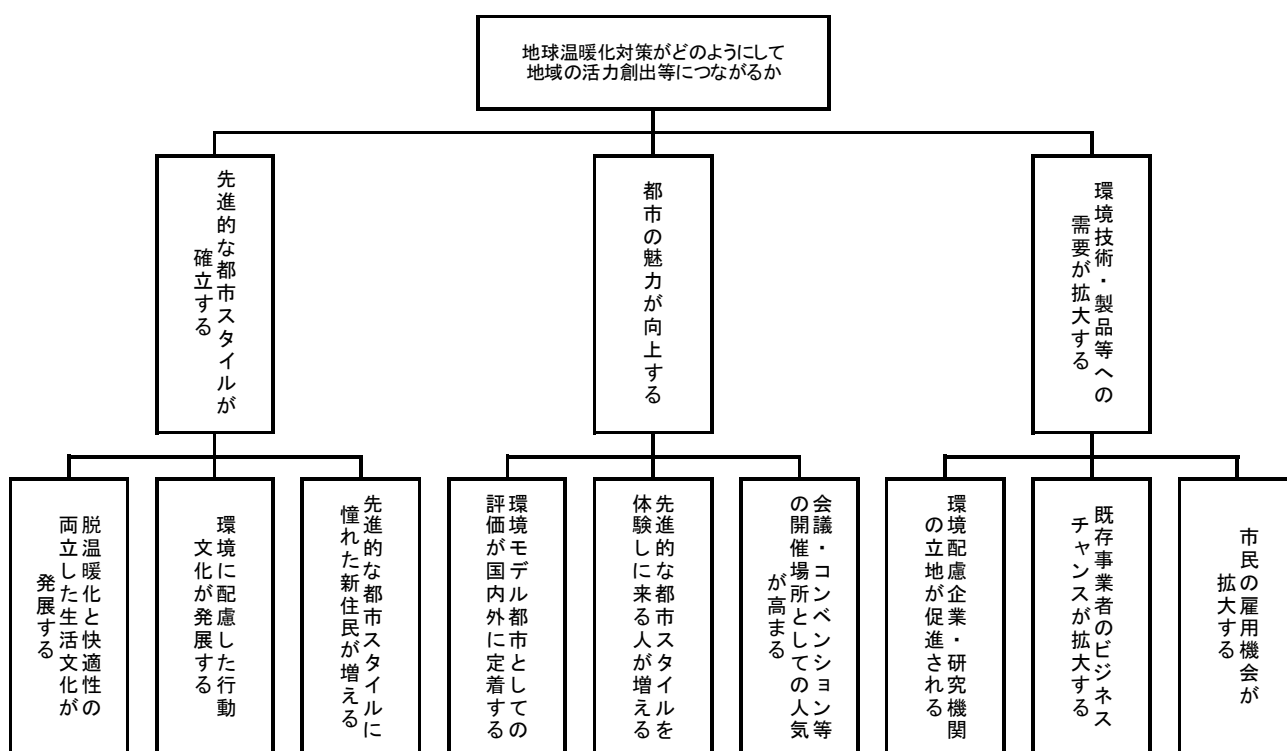 地球温暖化対策がどのようにして
地域の活力創出等につながるか
先進的な都市スタイルが
確立する
都市の魅力が向上する
環境技術・製品等への
需要が拡大する
脱温暖化と快適性の
両立した生活文化が
発展する
環境に配慮した行動
文化が発展する
先進的な都市スタイルに
憧れた新住民が増える
環境モデル都市としての
評価が国内外に定着する
先進的な都市スタイルを
体験しに来る人が増える
会議・コンベンション等
の開催場所としての人気
が高まる
環境配慮企業・研究機関
の立地が促進される
既存事業者のビジネス
チャンスが拡大する
市民の雇用機会が
拡大する